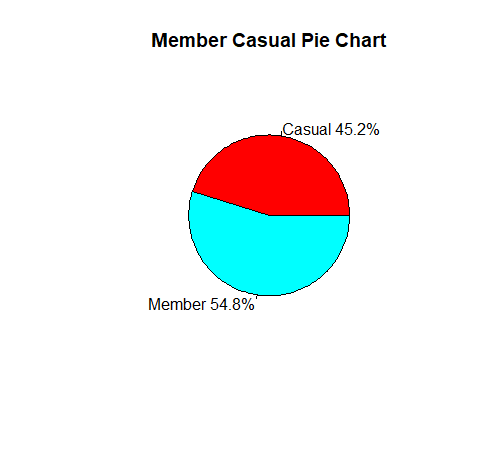 Member Casual Pie Chart
Casual 45.2%
Member 54.8%